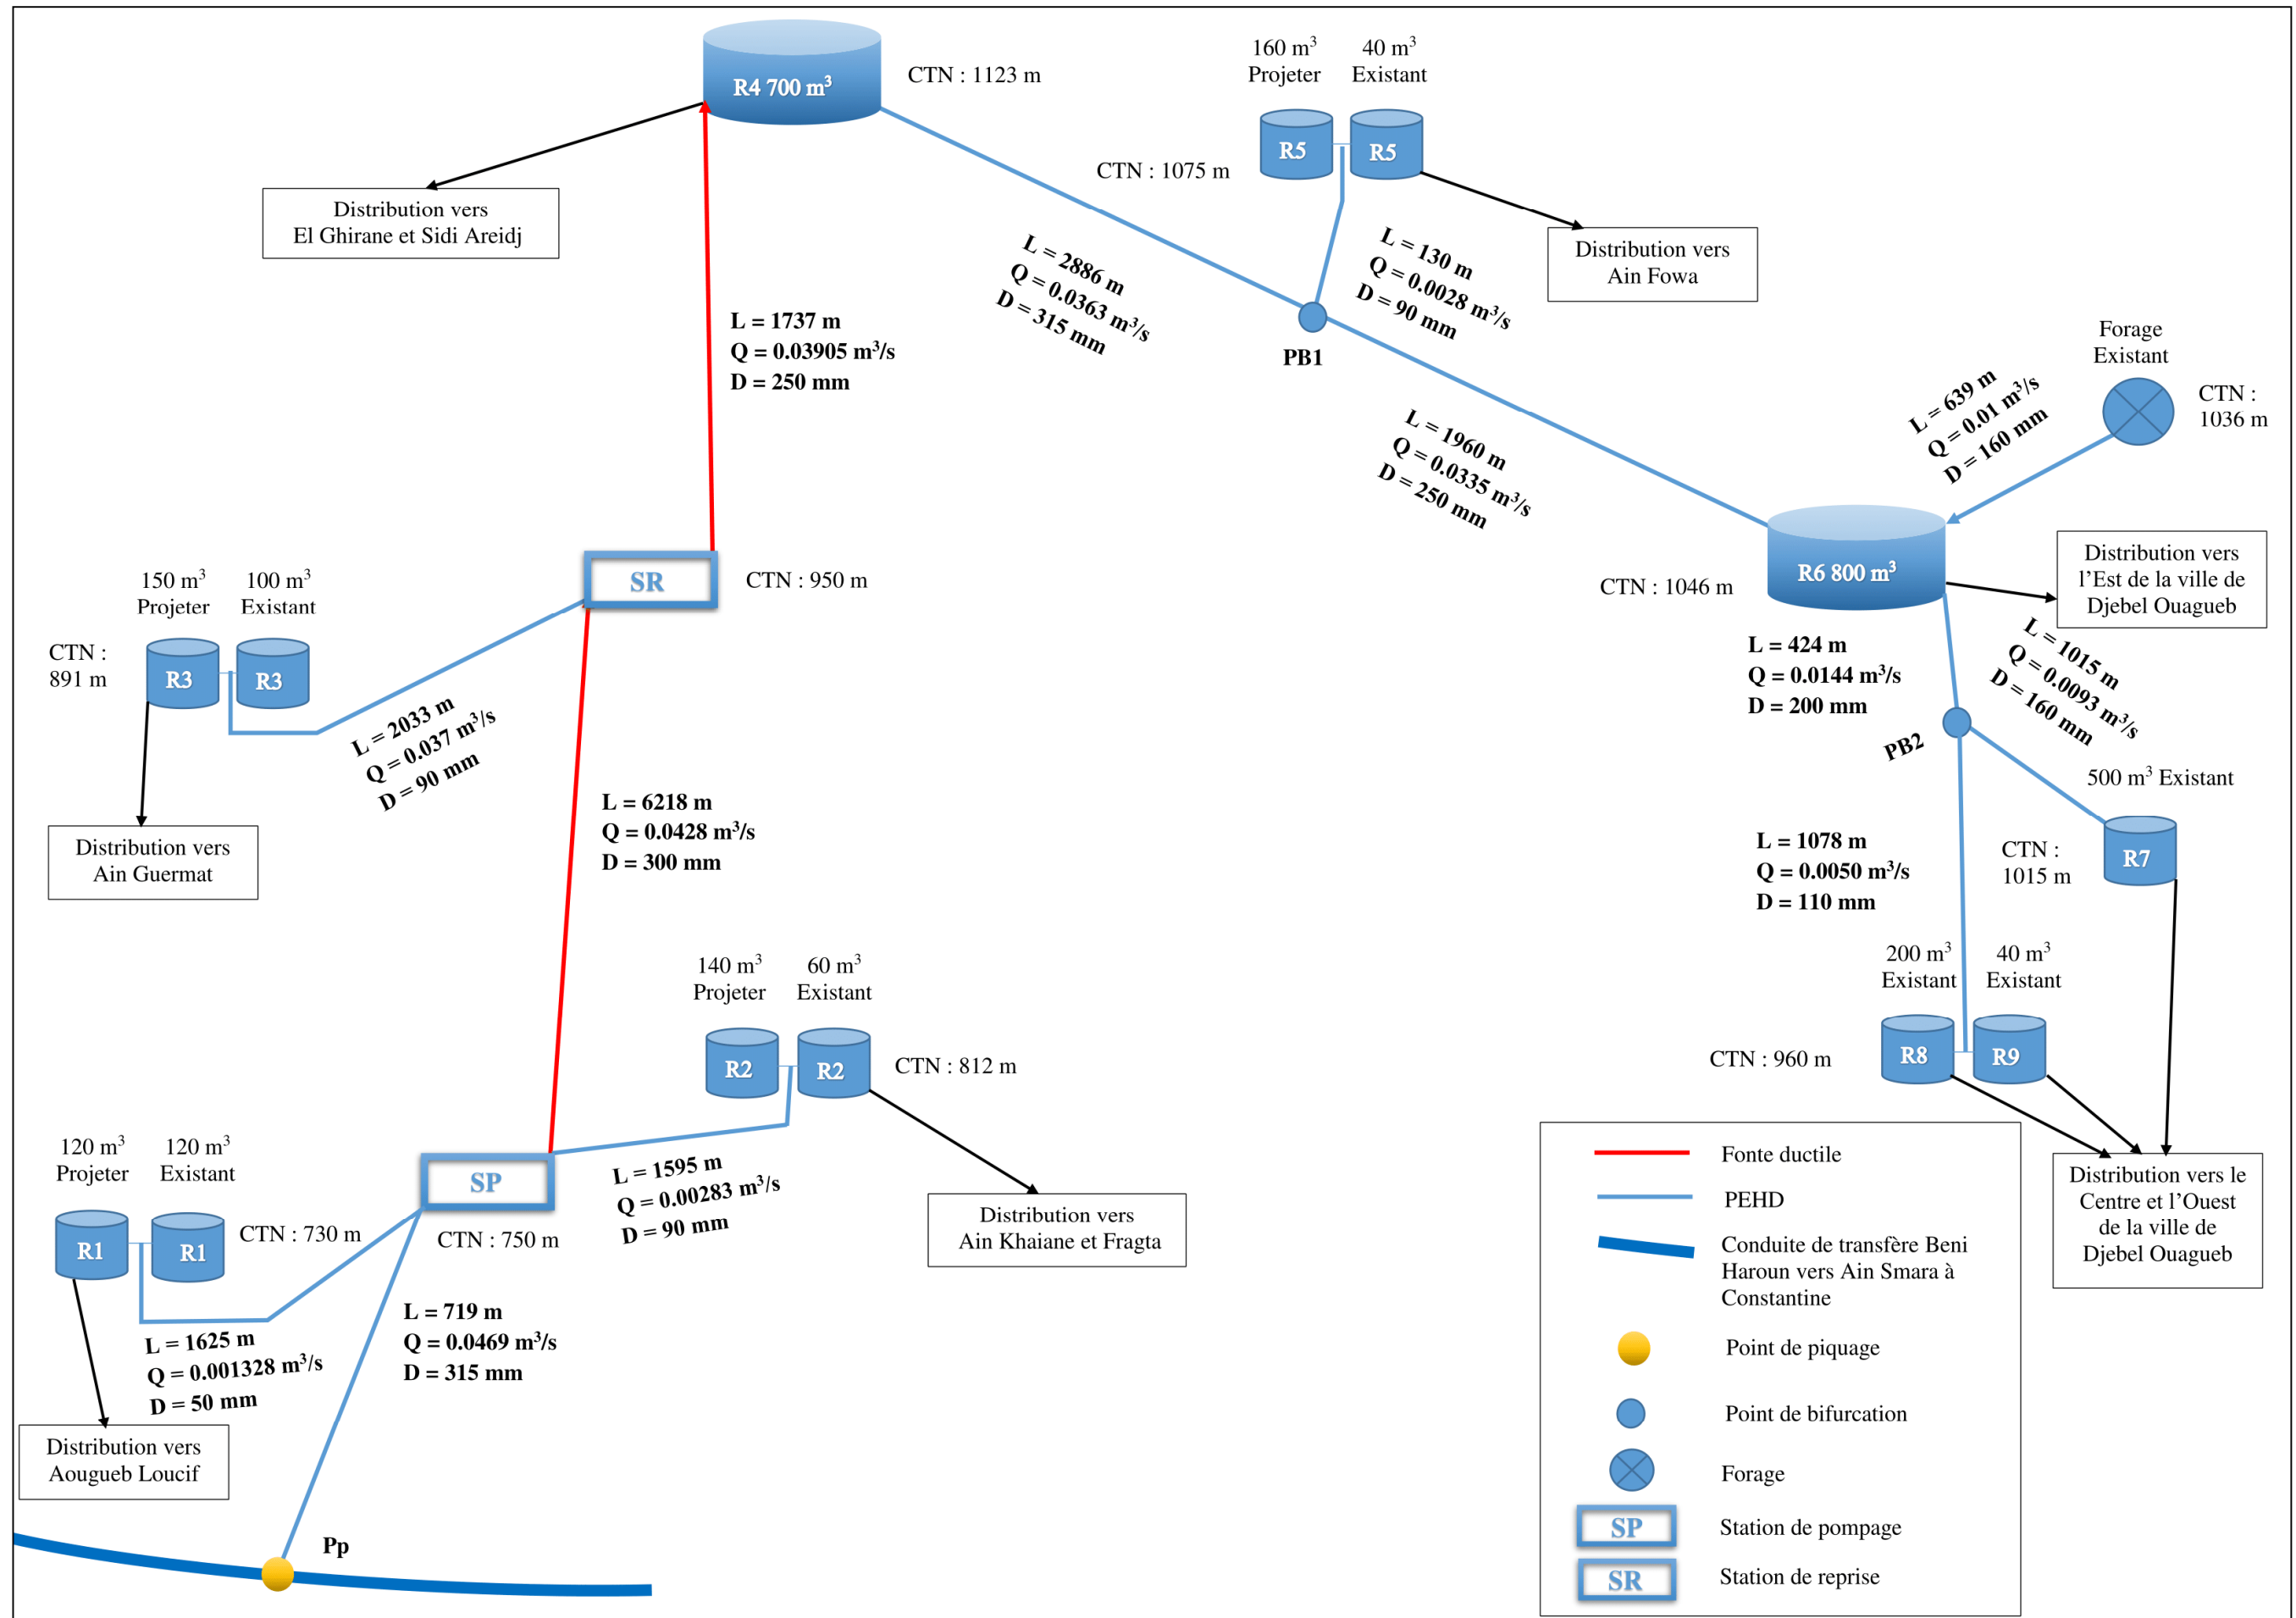 R4 700 m³
CTN : 1123 m
160 m³
Projeter
40 m³
Existant
R5
R5
CTN : 1075 m
Distribution vers
El Ghirane et Sidi Areidj
Distribution vers
Ain Fowa
L = 2886 m
Q = 0.0363 m³/s
D = 315 mm
L = 130 m
Q = 0.0028 m³/s
D = 90 mm
L = 1737 m
Q = 0.03905 m³/s
D = 250 mm
PB1
Forage
Existant
CTN :
1036 m
L = 639 m
Q = 0.01 m³/s
D = 160 mm
L = 1960 m
Q = 0.0335 m³/s
D = 250 mm
SR
CTN : 950 m
R6 800 m³
CTN : 1046 m
Distribution vers
l’Est de la ville de
Djebel Ouagueb
150 m³
Projeter
100 m³
Existant
CTN :
891 m
R3
R3
L = 2033 m
Q = 0.037 m³/s
D = 90 mm
L = 424 m
Q = 0.0144 m³/s
D = 200 mm
L = 1015 m
Q = 0.0093 m³/s
D = 160 mm
PB2
500 m³ Existant
Distribution vers
Ain Guermat
L = 6218 m
Q = 0.0428 m³/s
D = 300 mm
L = 1078 m
Q = 0.0050 m³/s
D = 110 mm
CTN :
1015 m
R7
140 m³
Projeter
60 m³
Existant
R2
R2
CTN : 812 m
200 m³
Existant
40 m³
Existant
CTN : 960 m
R8
R9
120 m³
Projeter
120 m³
Existant
R1
R1
CTN : 730 m
SP
CTN : 750 m
L = 1595 m
Q = 0.00283 m³/s
D = 90 mm
Distribution vers
Ain Khaiane et Fragta
Distribution vers le
Centre et l’Ouest
de la ville de
Djebel Ouagueb
L = 1625 m
Q = 0.001328 m³/s
D = 50 mm
L = 719 m
Q = 0.0469 m³/s
D = 315 mm
Distribution vers
Aougueb Loucif
Pp
Fonte ductile
PEHD
Conduite de transfère Beni
Haroun vers Ain Smara à
Constantine
Point de piquage
Point de bifurcation
Forage
SP
Station de pompage
SR
Station de reprise